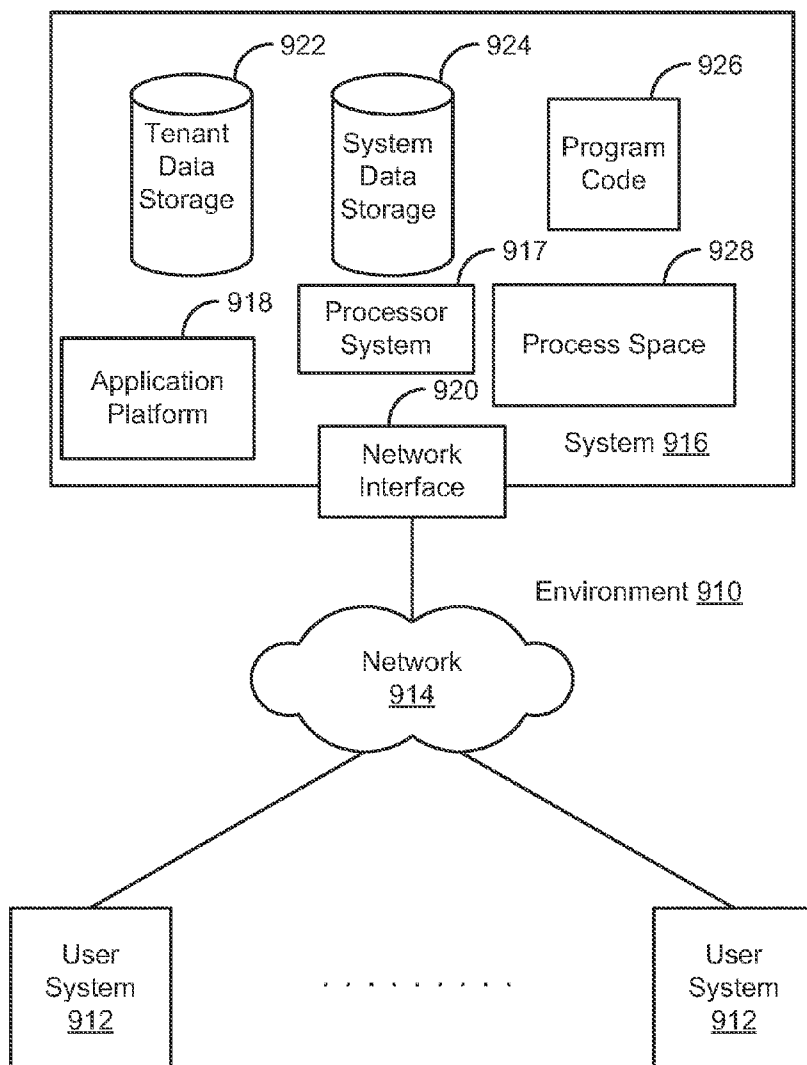 922
924
926
Tenant
Data
Storage
System
Data
Storage
Program
Code
917
928
918
Processor
System
Process Space
Application
Platform
920
Network
Interface
System 916
Environment 910
Network
914
User
System
912
. . . . . . . . .
User
System
912